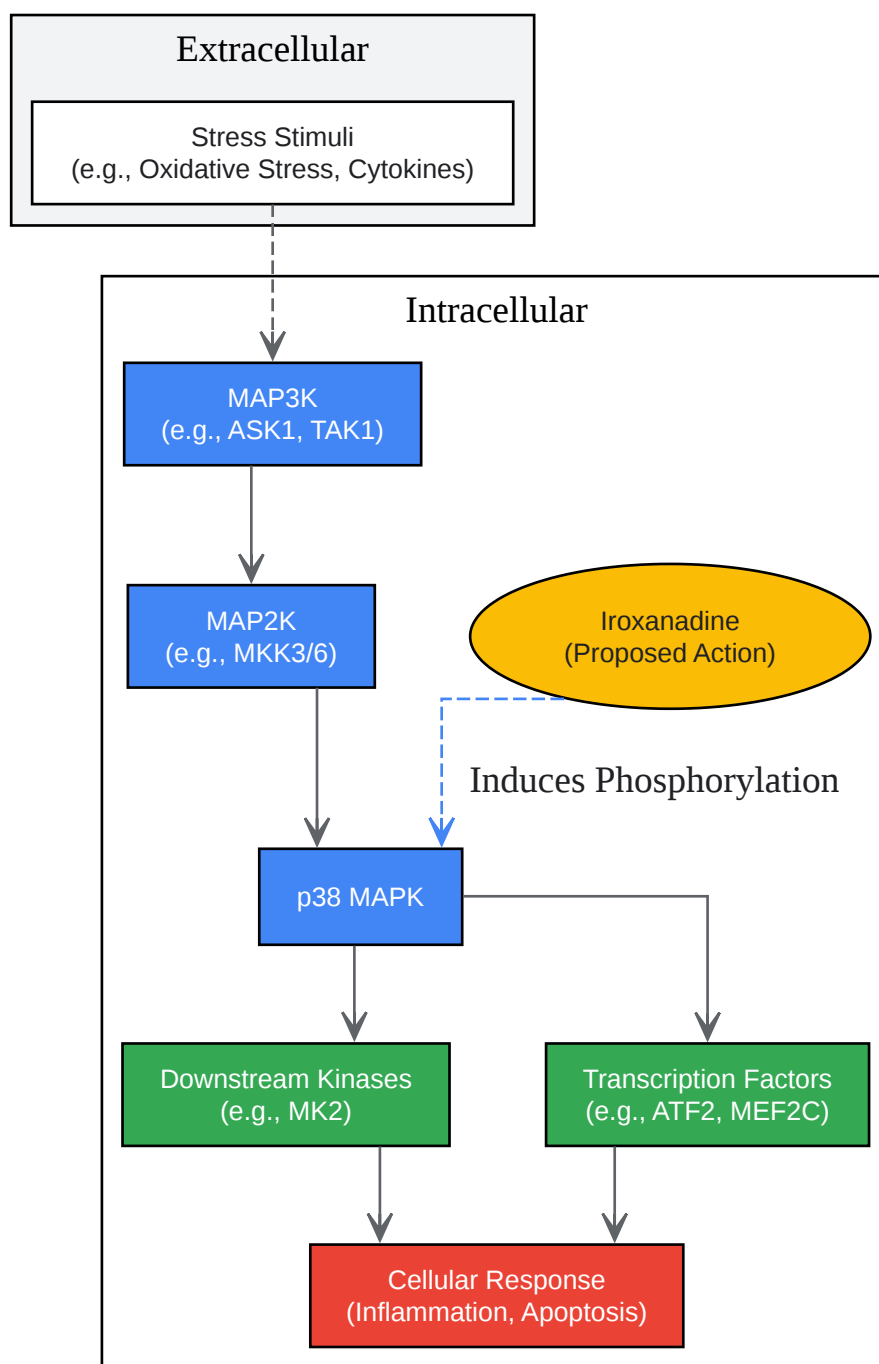 Extracellular
Stress Stimuli
(e.g., Oxidative Stress, Cytokines)
Intracellular
MAP3K
(e.g., ASK1, TAK1)
MAP2K
(e.g., MKK3/6)
Iroxanadine
(Proposed Action)
Induces Phosphorylation
p38 MAPK
Downstream Kinases
(e.g., MK2)
Transcription Factors
(e.g., ATF2, MEF2C)
Cellular Response
(Inflammation, Apoptosis)